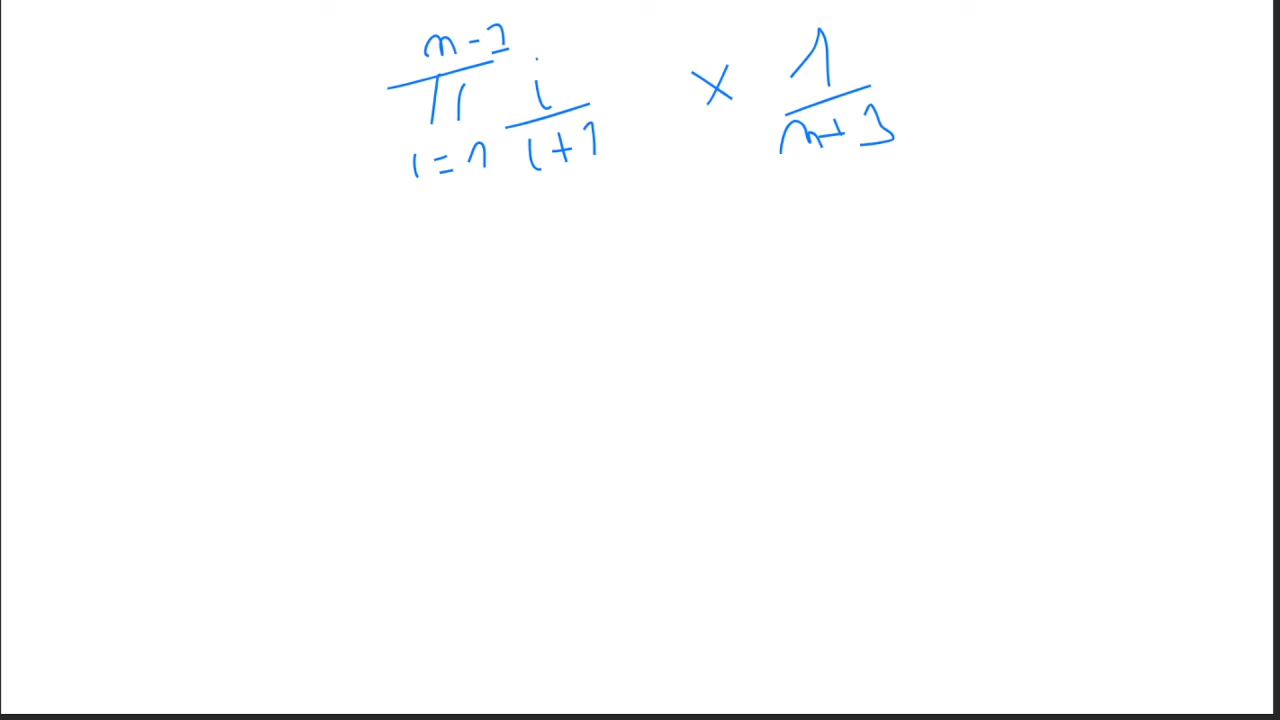 ∏_{i=1}^{n-1} i/(i+1) × 1/(n+3)